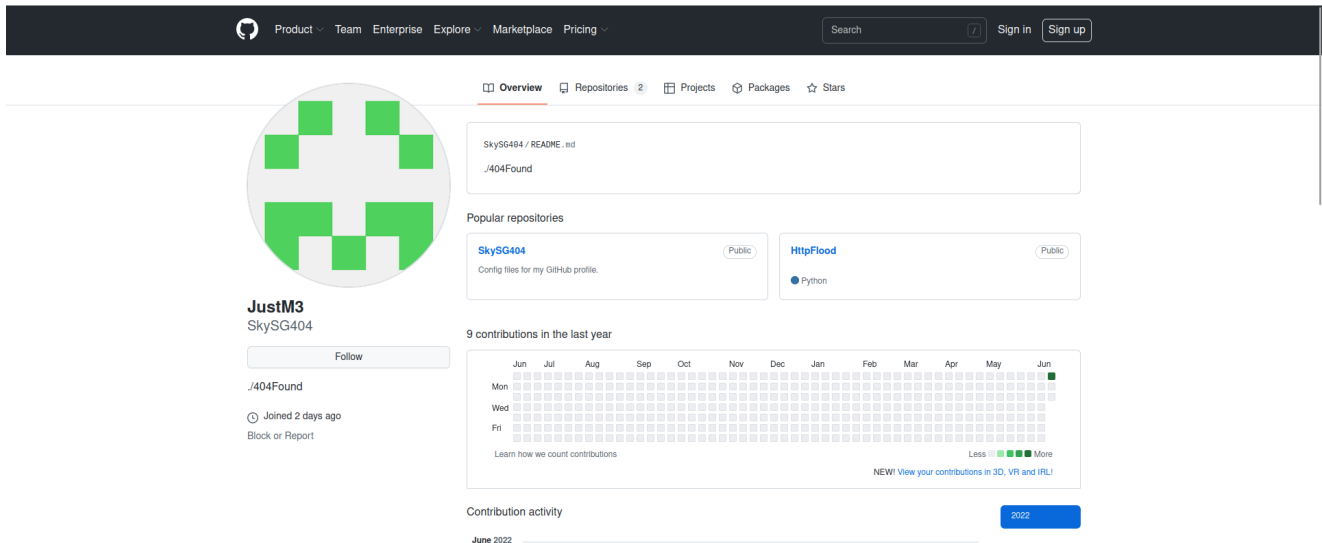 Product Team Enterprise Explore Marketplace Pricing Search / Sign in Sign up
Overview Repositories 2 Projects Packages Stars
SkySG404 / README.md
./404Found
Popular repositories
SkySG404 Public
Config files for my GitHub profile.
HttpFlood Public
Python
JustM3
SkySG404
Follow
./404Found
Joined 2 days ago
Block or Report
9 contributions in the last year
Jun Jul Aug Sep Oct Nov Dec Jan Feb Mar Apr May Jun
Mon
Wed
Fri
Learn how we count contributions Less More
NEW! View your contributions in 3D, VR and IRL!
Contribution activity 2022
June 2022